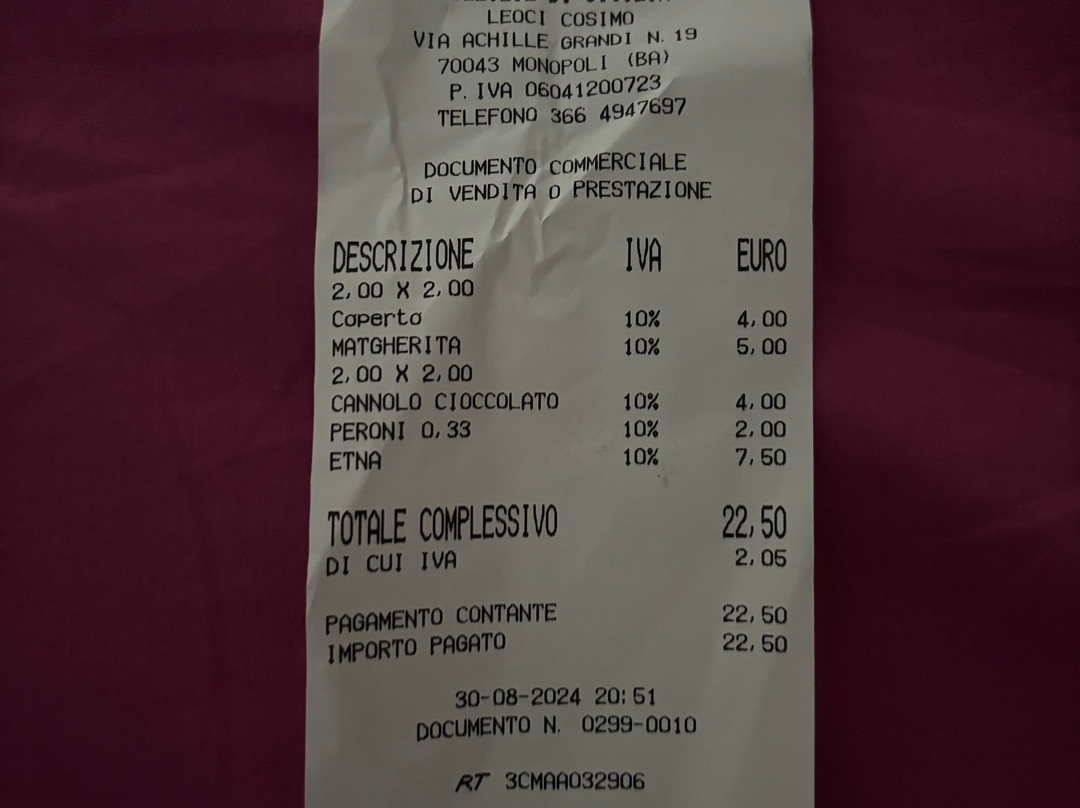 LEOCI COSIMO
VIA ACHILLE GRANDI N. 19
70043 MONOPOLI (BA)
P. IVA 06041200723
TELEFONO 366 4947697
DOCUMENTO COMMERCIALE
DI VENDITA O PRESTAZIONE
DESCRIZIONE IVA EURO
2,00 X 2,00
Coperto 10% 4,00
MATGHERITA 10% 5,00
2,00 X 2,00
CANNOLO CIOCCOLATO 10% 4,00
PERONI 0,33 10% 2,00
ETNA 10% 7,50
TOTALE COMPLESSIVO 22,50
DI CUI IVA 2,05
PAGAMENTO CONTANTE 22,50
IMPORTO PAGATO 22,50
30-08-2024 20:51
DOCUMENTO N. 0299-0010
RT 3CMAA032906